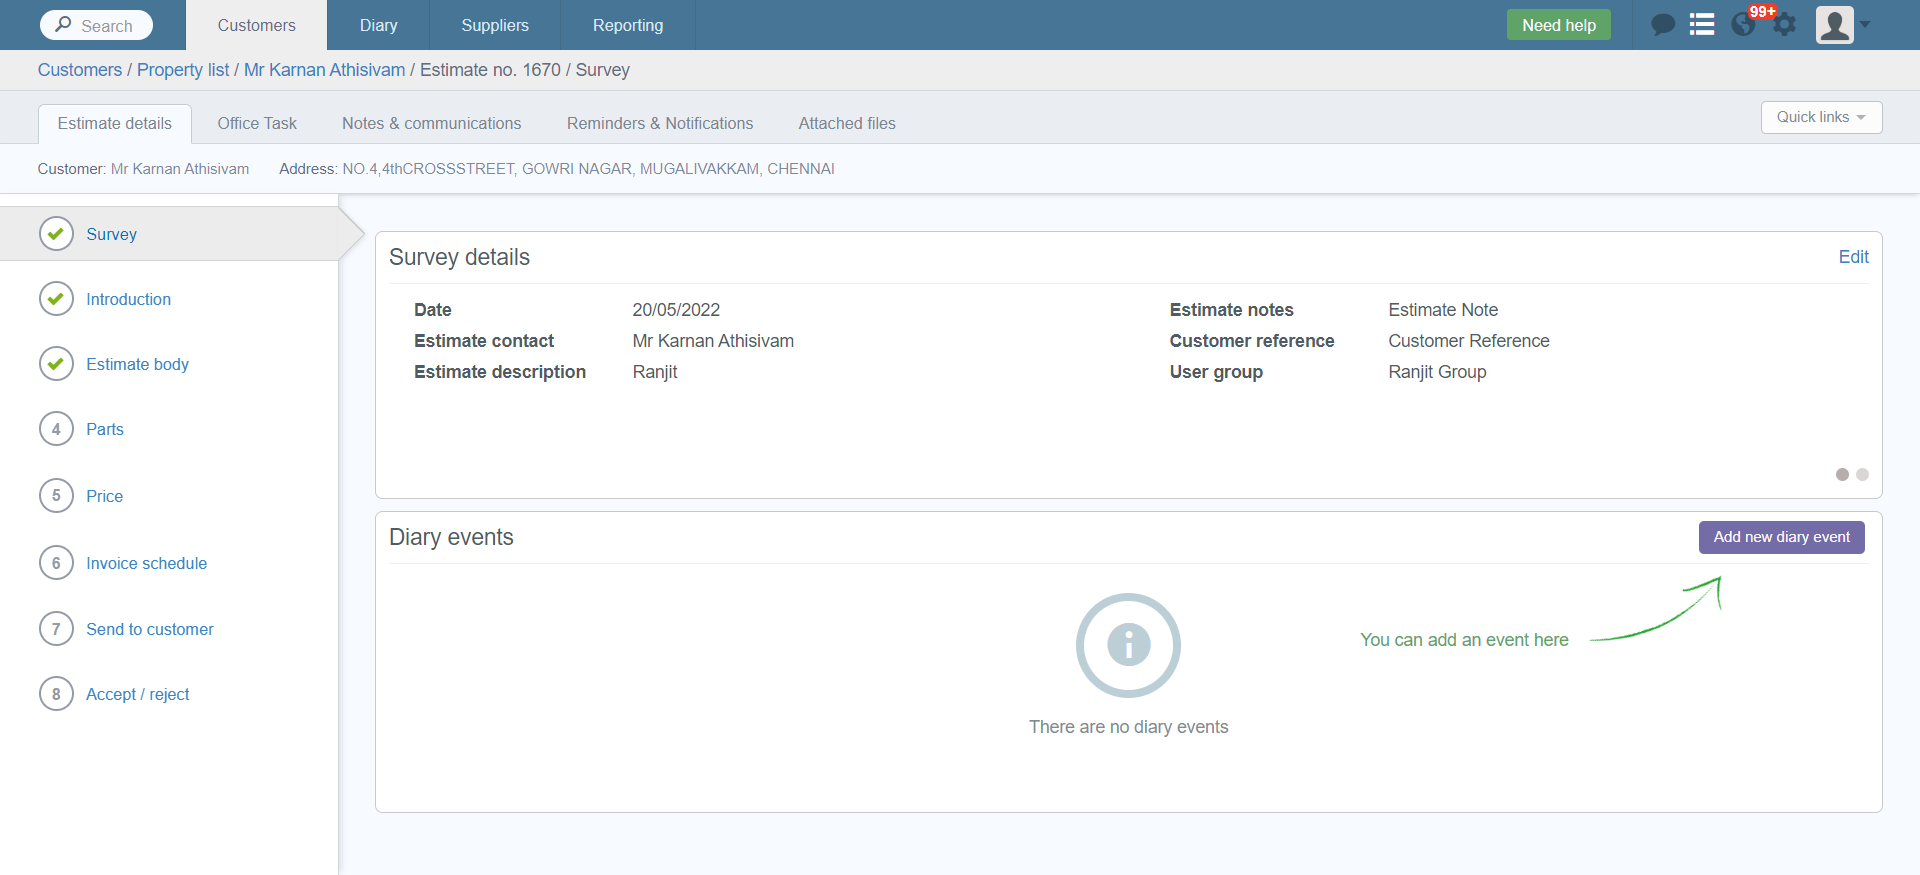 Search
Customers
Diary
Suppliers
Reporting
Need help
99+
Customers / Property list / Mr Karnan Athisivam / Estimate no. 1670 / Survey
Estimate details
Office Task
Notes & communications
Reminders & Notifications
Attached files
Quick links
Customer: Mr Karnan Athisivam
Address: NO.4,4thCROSSSTREET, GOWRI NAGAR, MUGALIVAKKAM, CHENNAI
Survey
Introduction
Estimate body
4 Parts
5 Price
6 Invoice schedule
7 Send to customer
8 Accept / reject
Survey details
Edit
Date 20/05/2022
Estimate contact Mr Karnan Athisivam
Estimate description Ranjit
Estimate notes Estimate Note
Customer reference Customer Reference
User group Ranjit Group
Diary events
Add new diary event
You can add an event here
There are no diary events